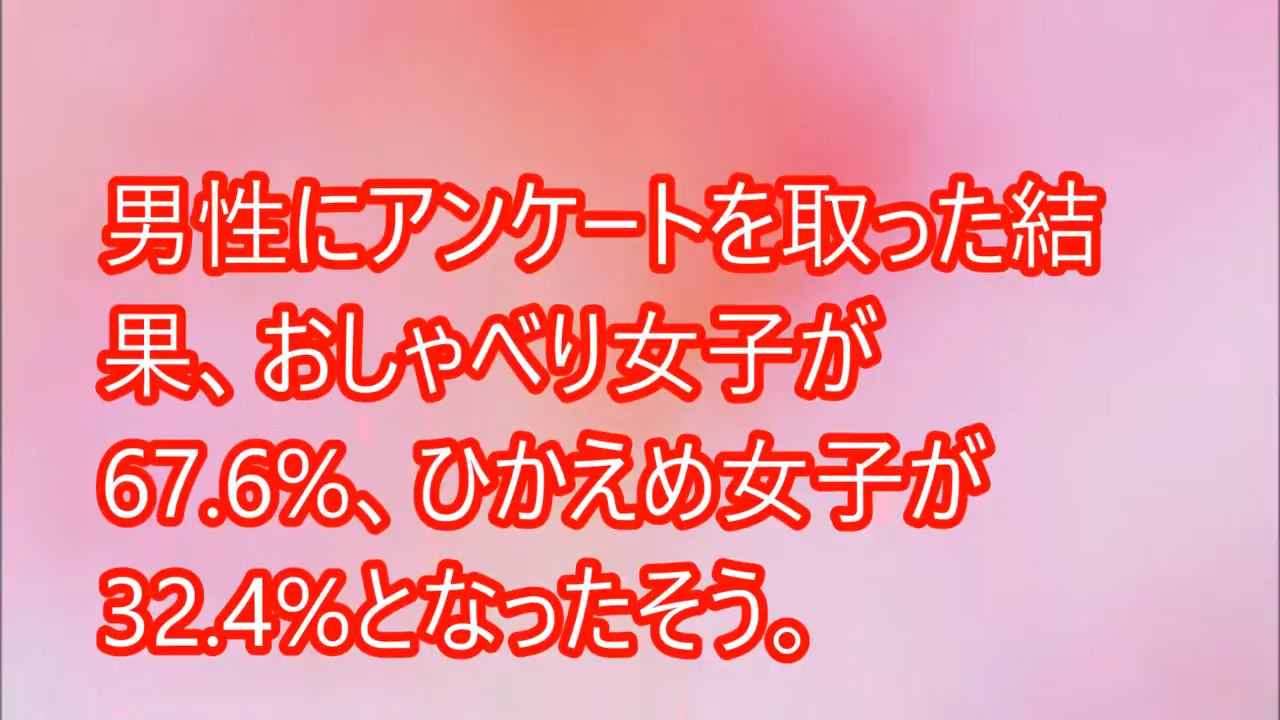 男性にアンケートを取った結
果、おしゃべり女子が
67.6%、ひかえめ女子が
32.4%となったそう。